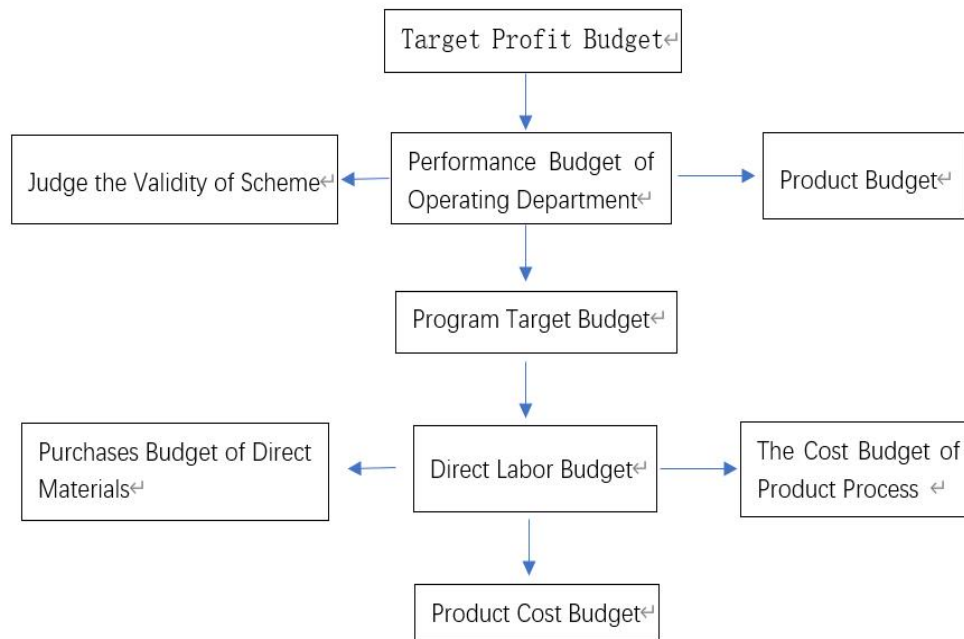 Target Profit Budget↵
Judge the Validity of Scheme↵
Performance Budget of
Operating Department↵
Product Budget↵
Program Target Budget↵
Purchases Budget of Direct
Materials↵
Direct Labor Budget↵
The Cost Budget of
Product Process ↵
Product Cost Budget↵